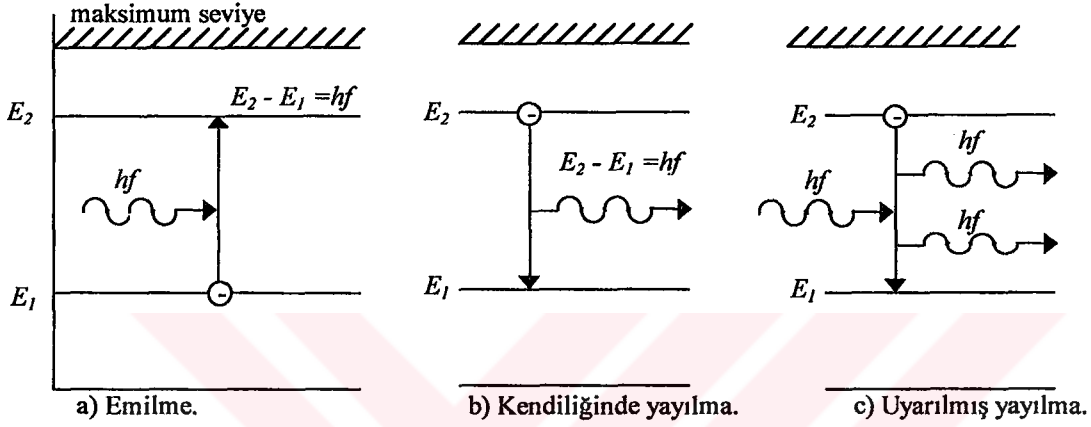 maksimum seviye
E2
E2 - E1 =hf
hf
E1
a) Emilme.
E2
E2 - E1 =hf
E1
b) Kendiliğinde yayılma.
E2
hf
hf
hf
E1
c) Uyarılmış yayılma.